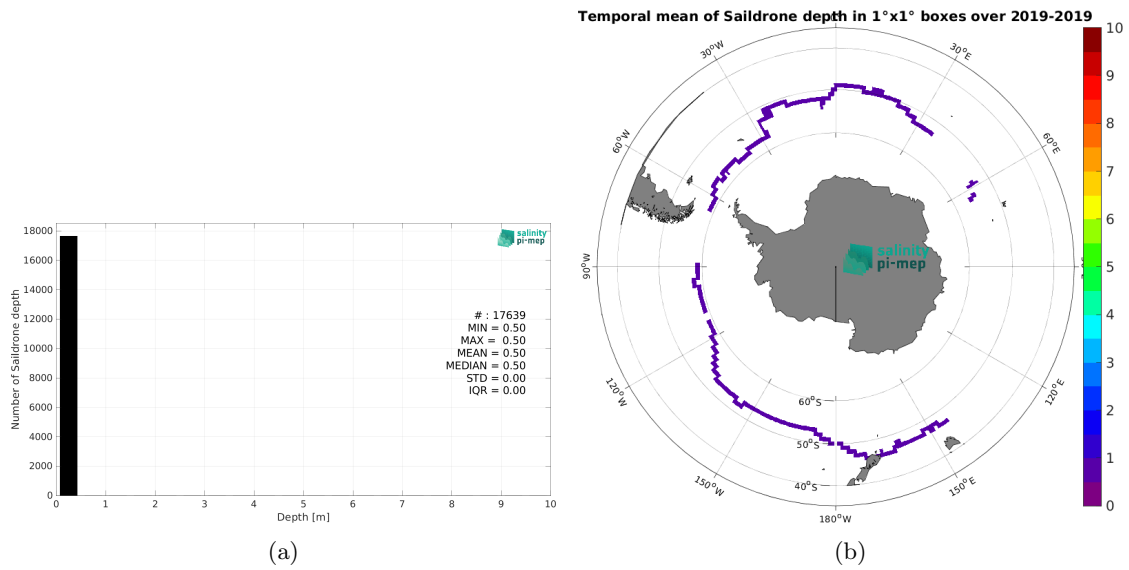 Temporal mean of Saildrone depth in 1°x1° boxes over 2019-2019
18000
16000
14000
12000
10000
8000
6000
4000
2000
0
Number of Saildrone depth
salinity
pi-mep
# : 17639
MIN = 0.50
MAX = 0.50
MEAN = 0.50
MEDIAN = 0.50
STD = 0.00
IQR = 0.00
0 1 2 3 4 5 6 7 8 9 10
Depth [m]
(a)
30°W
30°E
60°W
60°E
90°W
120°W
120°E
150°W
150°E
180°W
60°S
50°S
40°S
salinity
pi-mep
10
9
8
7
6
5
4
3
2
1
0
(b)